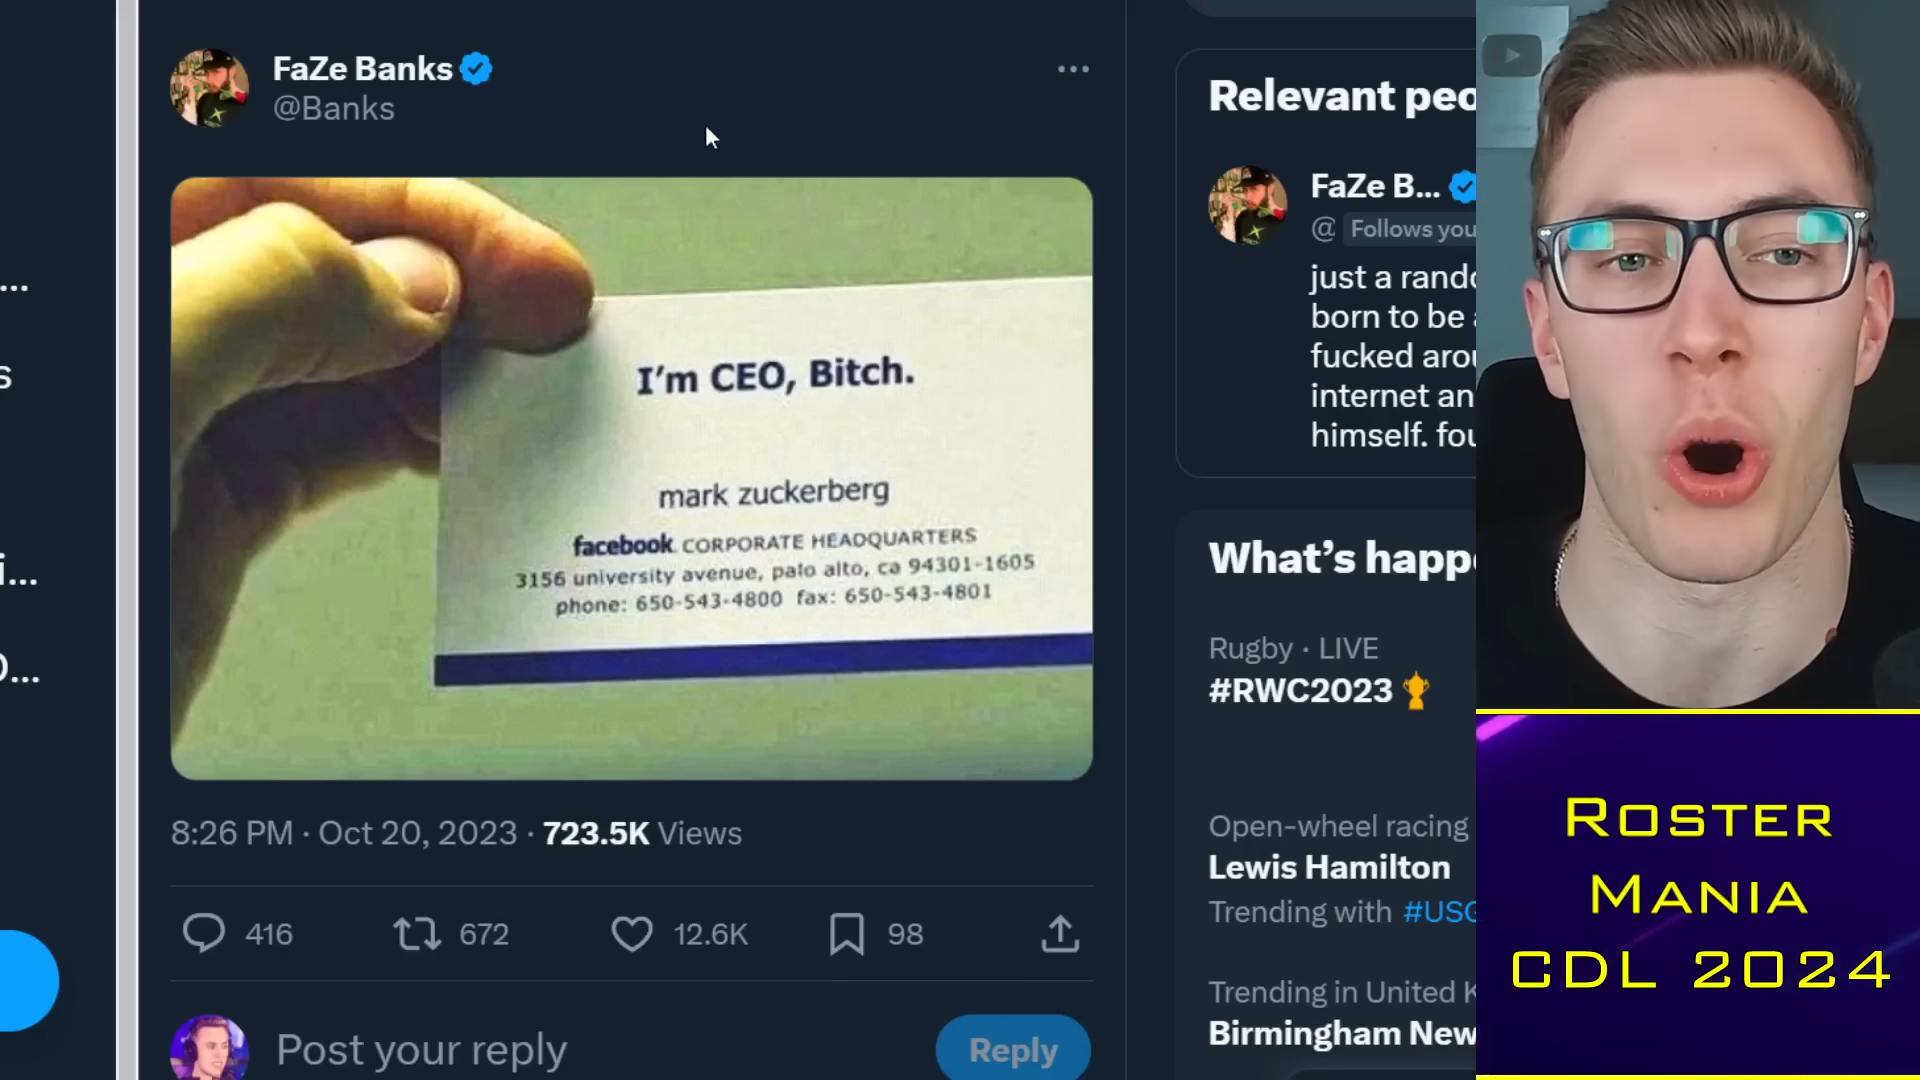 ...
s
i...
...
FaZe Banks
@Banks
I'm CEO, Bitch.
mark zuckerberg
facebook CORPORATE HEADQUARTERS
3156 university avenue, palo alto, ca 94301-1605
phone: 650-543-4800 fax: 650-543-4801
8:26 PM · Oct 20, 2023 · 723.5K Views
416 672 12.6K 98
Post your reply
Reply
Relevant peo
FaZe B...
@ Follows you
just a rando
born to be
fucked arou
internet an
himself. fou
What's happe
Rugby · LIVE
#RWC2023
Open-wheel racing
Lewis Hamilton
Trending with #USG
Trending in United K
Birmingham New
Roster
Mania
CDL 2024